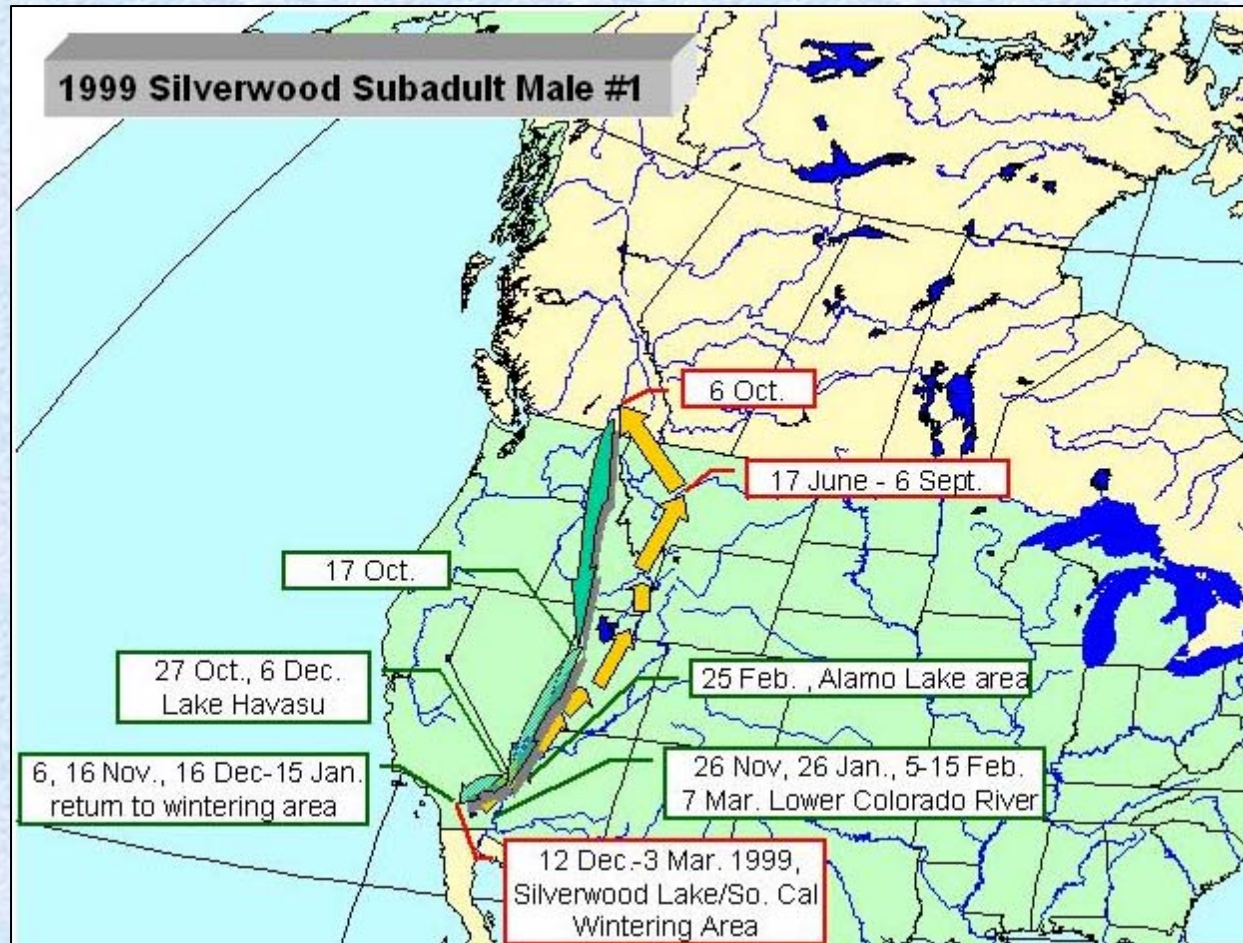 1999 Silverwood Subadult Male #1
6 Oct.
17 June - 6 Sept.
17 Oct.
27 Oct., 6 Dec.
Lake Havasu
25 Feb. , Alamo Lake area
6, 16 Nov., 16 Dec-15 Jan.
return to wintering area
26 Nov, 26 Jan., 5-15 Feb.
7 Mar. Lower Colorado River
12 Dec.-3 Mar. 1999,
Silverwood Lake/So. Cal
Wintering Area